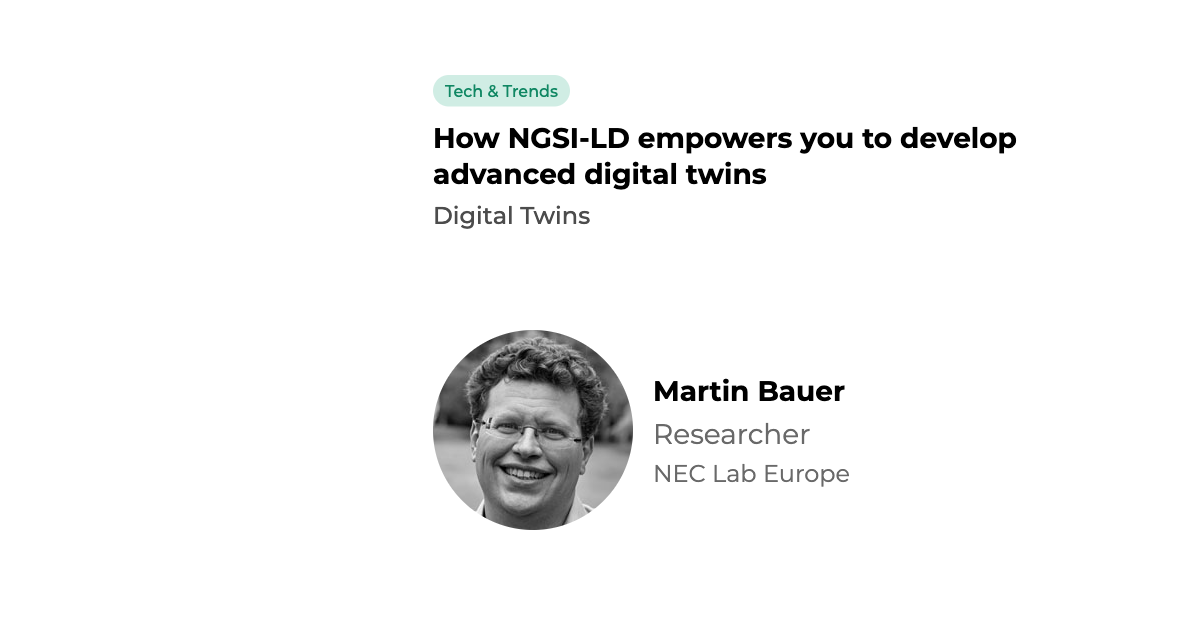 Tech & Trends
How NGSI-LD empowers you to develop
advanced digital twins
Digital Twins
Martin Bauer
Researcher
NEC Lab Europe